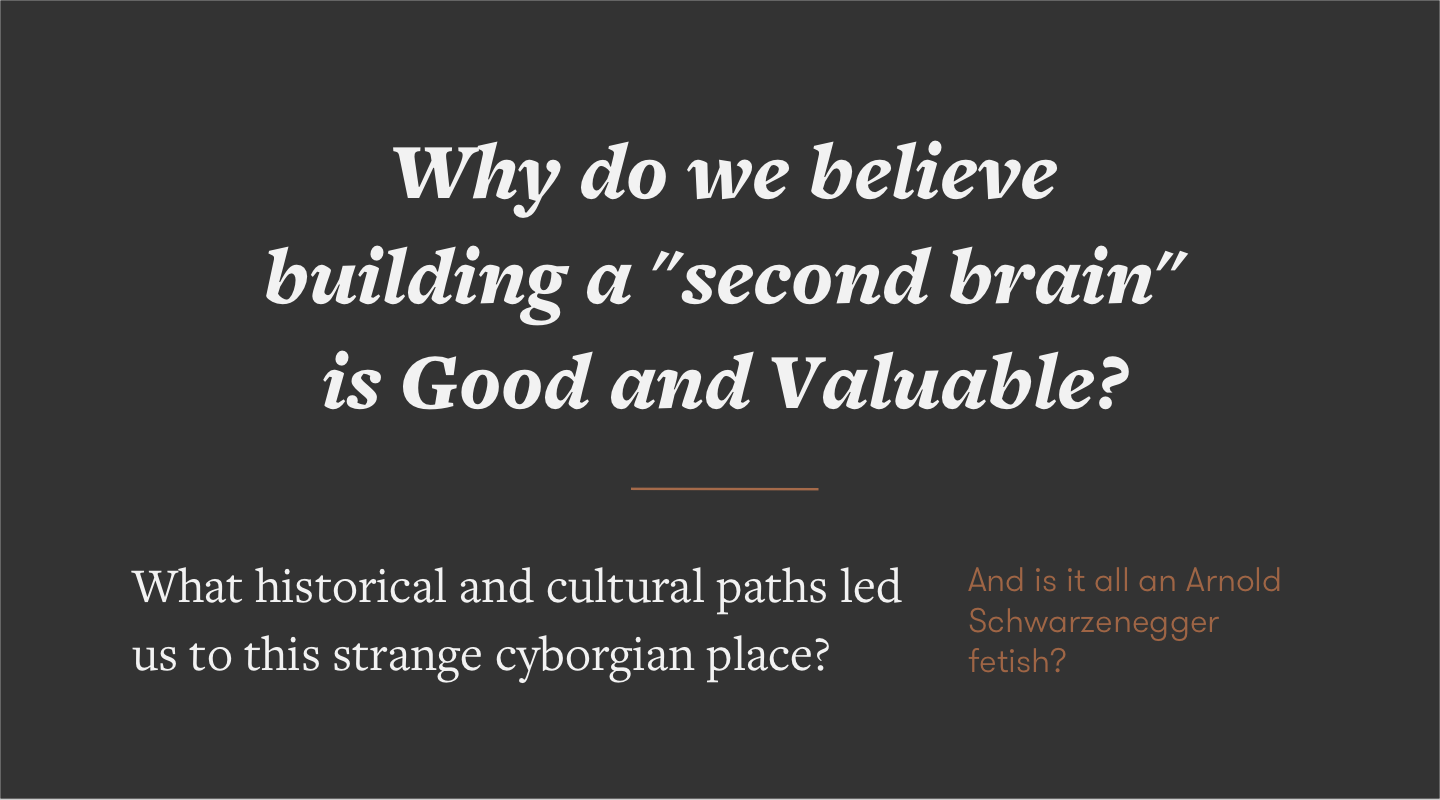 Why do we believe
building a "second brain"
is Good and Valuable?
What historical and cultural paths led
us to this strange cyborgian place?
And is it all an Arnold
Schwarzenegger
fetish?